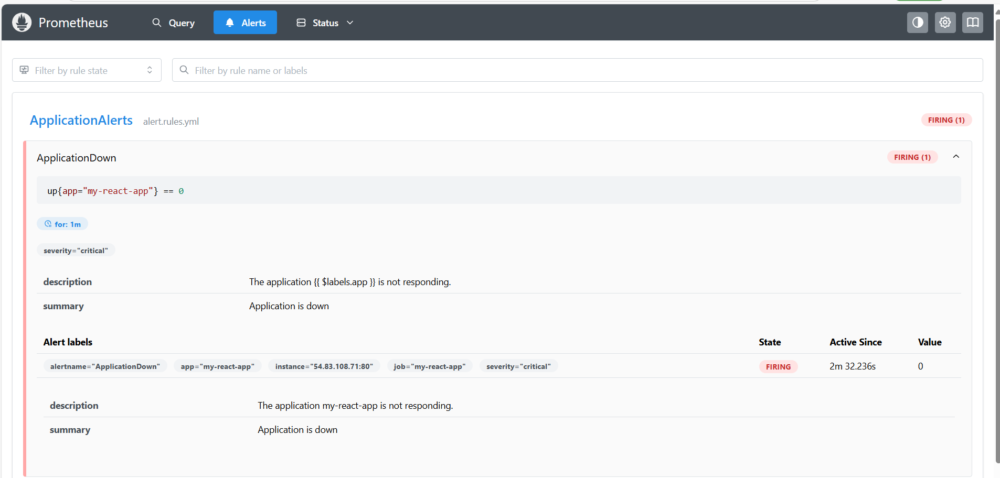 Prometheus Query Alerts Status
Filter by rule state Filter by rule name or labels
ApplicationAlerts alert.rules.yml FIRING (1)
ApplicationDown FIRING (1)
up{app="my-react-app"} == 0
for: 1m
severity="critical"
description The application {{ $labels.app }} is not responding.
summary Application is down
Alert labels State Active Since Value
alertname="ApplicationDown" app="my-react-app" instance="54.83.108.71:80" job="my-react-app" severity="critical" FIRING 2m 32.236s 0
description The application my-react-app is not responding.
summary Application is down